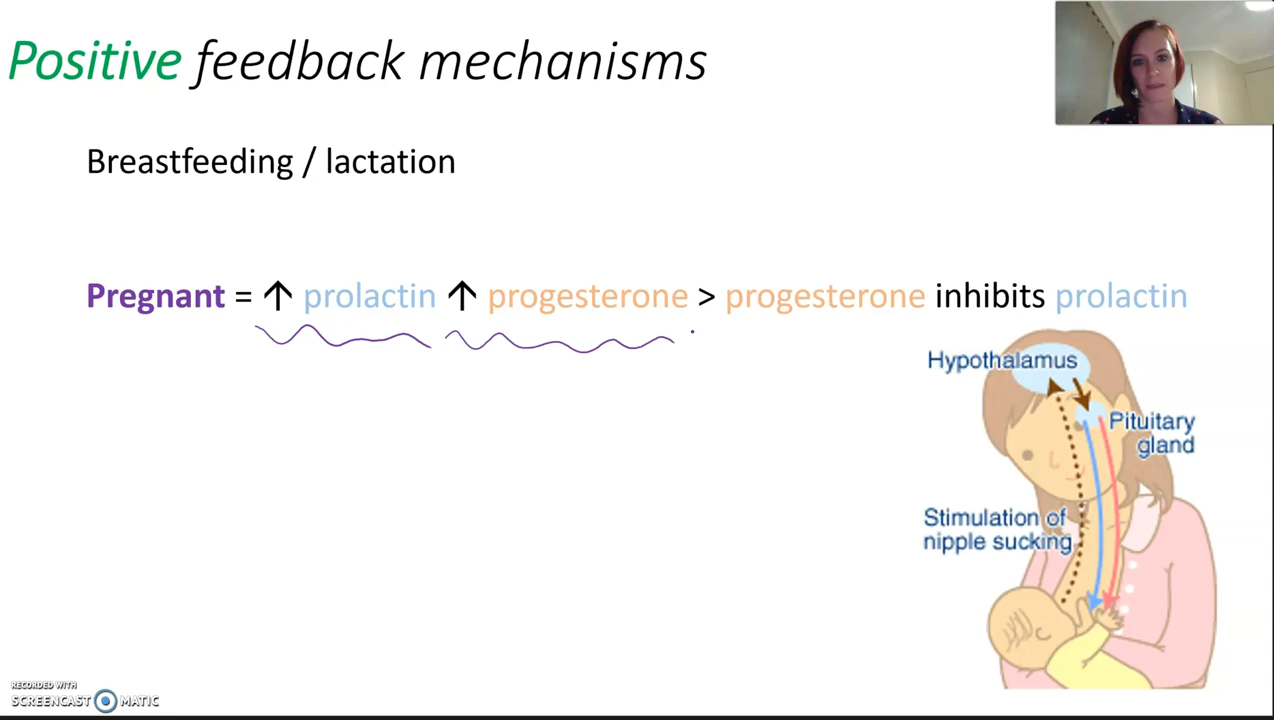 Positive feedback mechanisms
Breastfeeding / lactation
Pregnant = ↑ prolactin ↑ progesterone > progesterone inhibits prolactin
Hypothalamus
Pituitary
gland
Stimulation of
nipple sucking
RECORDED WITH
SCREENCAST MATIC